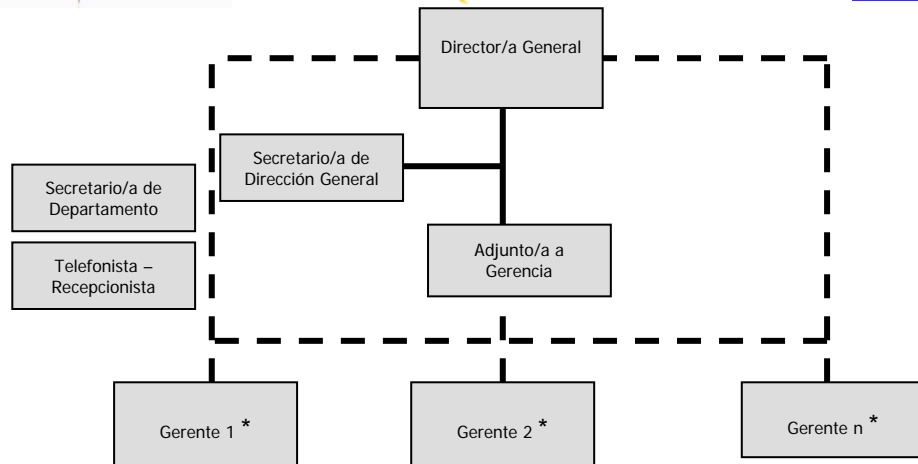 Director/a General
Secretario/a de
Dirección General
Secretario/a de
Departamento
Telefonista –
Recepcionista
Adjunto/a a
Gerencia
Gerente 1 *
Gerente 2 *
Gerente n *